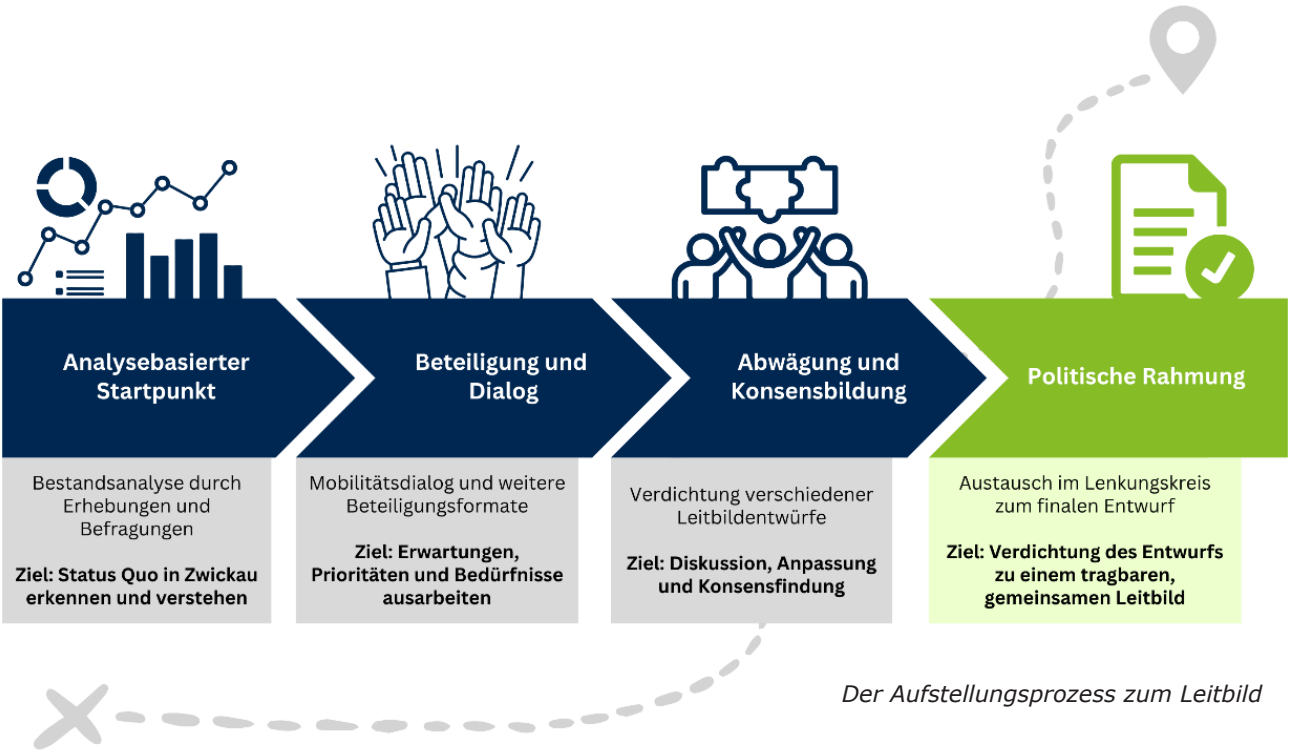 Analysebasierter
Startpunkt
Beteiligung und
Dialog
Abwägung und
Konsensbildung
Politische Rahmung
Bestandsanalyse durch
Erhebungen und
Befragungen
Ziel: Status Quo in Zwickau
erkennen und verstehen
Mobilitätsdialog und weitere
Beteiligungsformate
Ziel: Erwartungen,
Prioritäten und Bedürfnisse
ausarbeiten
Verdichtung verschiedener
Leitbildentwürfe
Ziel: Diskussion, Anpassung
und Konsensfindung
Austausch im Lenkungskreis
zum finalen Entwurf
Ziel: Verdichtung des Entwurfs
zu einem tragbaren,
gemeinsamen Leitbild
Der Aufstellungsprozess zum Leitbild